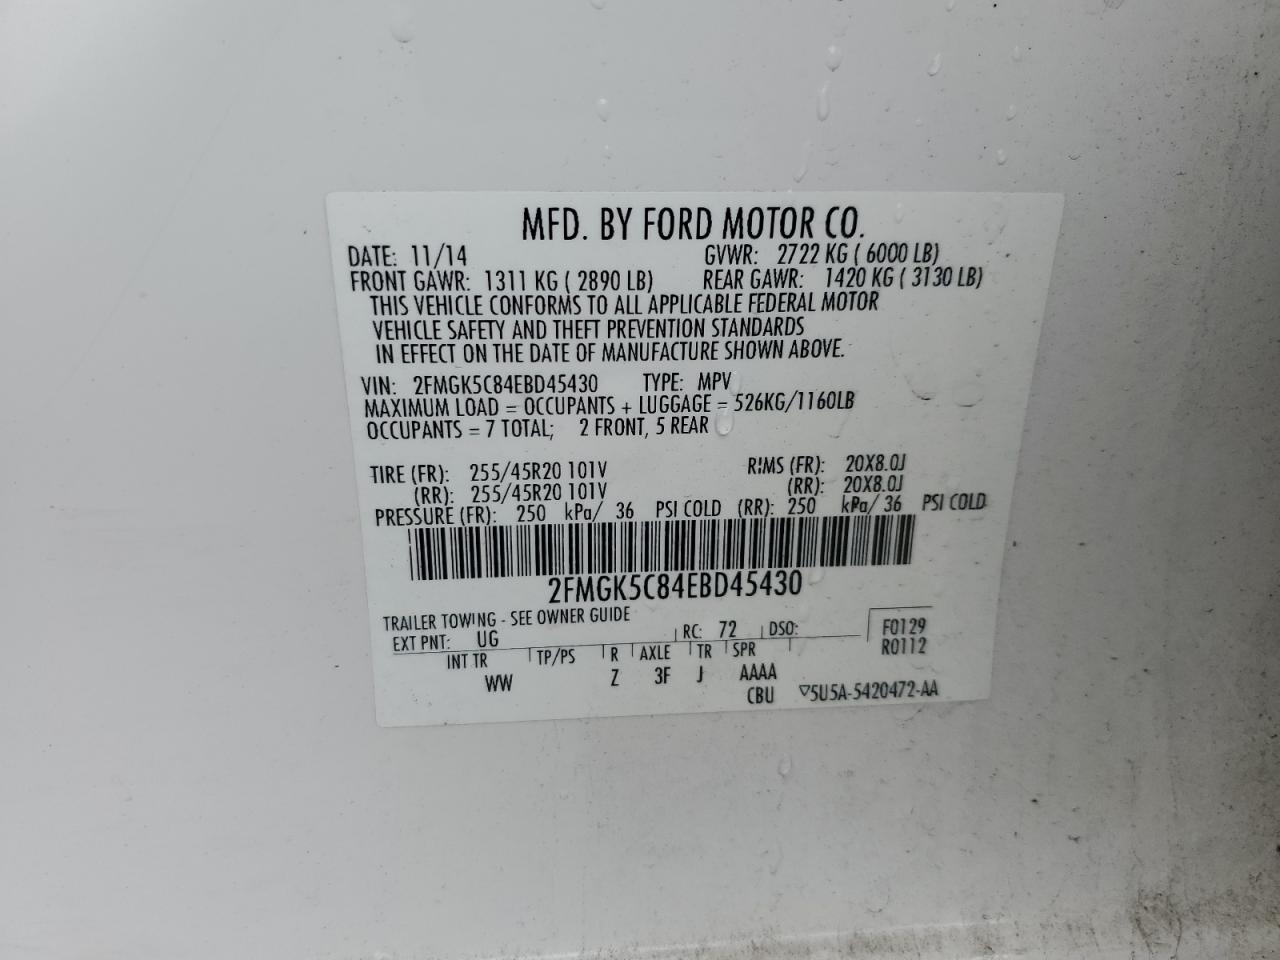 MFD. BY FORD MOTOR CO.
DATE: 11/14 GVWR: 2722 KG ( 6000 LB)
FRONT GAWR: 1311 KG ( 2890 LB) REAR GAWR: 1420 KG ( 3130 LB)
THIS VEHICLE CONFORMS TO ALL APPLICABLE FEDERAL MOTOR
VEHICLE SAFETY AND THEFT PREVENTION STANDARDS
IN EFFECT ON THE DATE OF MANUFACTURE SHOWN ABOVE.
VIN: 2FMGK5C84EBD45430 TYPE: MPV
MAXIMUM LOAD = OCCUPANTS + LUGGAGE = 526KG/1160LB
OCCUPANTS = 7 TOTAL; 2 FRONT, 5 REAR
TIRE (FR): 255/45R20 101V RIMS (FR): 20X8.0J
(RR): 255/45R20 101V (RR): 20X8.0J
PRESSURE (FR): 250 kPa/ 36 PSI COLD (RR): 250 kPa/ 36 PSI COLD
2FMGK5C84EBD45430
TRAILER TOWING - SEE OWNER GUIDE
EXT PNT: UG RC: 72 DSO: F0129
R0112
INT TR TP/PS R AXLE TR SPR
WW Z 3F J AAAA
CBU ▽5U5A-5420472-AA